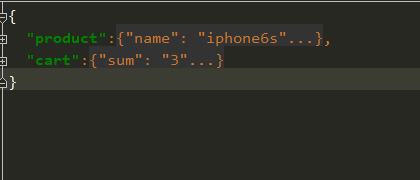 {
"product":{"name": "iphone6s"...},
"cart":{"sum": "3"...}
}